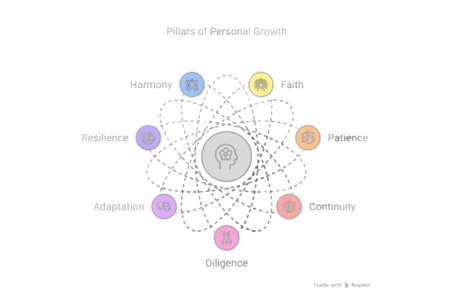 Pillars of Personal Growth
Harmony
Faith
Resilience
Patience
Adaptation
Continuity
Diligence
Made with Napkin